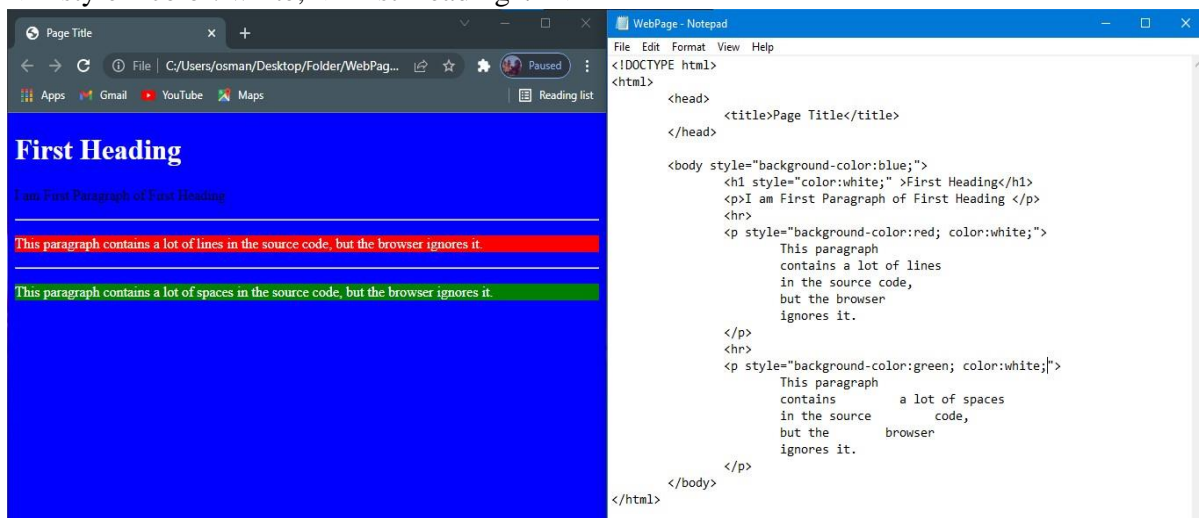 Page Title
File | C:/Users/osman/Desktop/Folder/WebPag...
Paused
Apps Gmail YouTube Maps
Reading list
First Heading
I am First Paragraph of First Heading
This paragraph contains a lot of lines in the source code, but the browser ignores it.
This paragraph contains a lot of spaces in the source code, but the browser ignores it.
WebPage - Notepad
File Edit Format View Help
<!DOCTYPE html>
<html>
<head>
<title>Page Title</title>
</head>
<body style="background-color:blue;">
<h1 style="color:white;" >First Heading</h1>
<p>I am First Paragraph of First Heading </p>
<hr>
<p style="background-color:red; color:white;">
This paragraph
contains a lot of lines
in the source code,
but the browser
ignores it.
</p>
<hr>
<p style="background-color:green; color:white;">
This paragraph
contains         a lot of spaces
in the source         code,
but the        browser
ignores it.
</p>
</body>
</html>